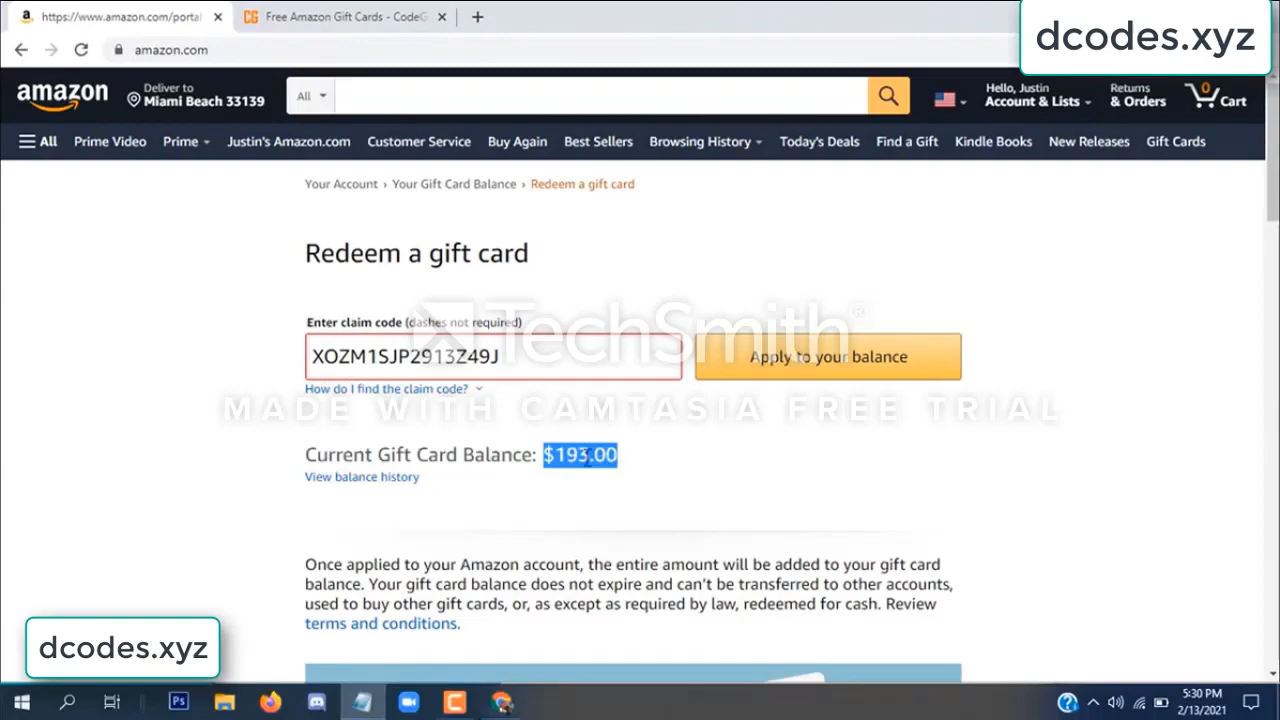 https://www.amazon.com/portal
Free Amazon Gift Cards - CodeG
dcodes.xyz
amazon.com
amazon
Deliver to
Miami Beach 33139
All
Hello, Justin
Account & Lists
Returns
& Orders
0
Cart
All
Prime Video
Prime
Justin's Amazon.com
Customer Service
Buy Again
Best Sellers
Browsing History
Today's Deals
Find a Gift
Kindle Books
New Releases
Gift Cards
Your Account › Your Gift Card Balance › Redeem a gift card
Redeem a gift card
Enter claim code (dashes not required)
TechSmith®
XOZM1SJP2913Z49J
Apply to your balance
How do I find the claim code?
MADE WITH CAMTASIA FREE TRIAL
Current Gift Card Balance: $193.00
View balance history
Once applied to your Amazon account, the entire amount will be added to your gift card
balance. Your gift card balance does not expire and can't be transferred to other accounts,
used to buy other gift cards, or, as except as required by law, redeemed for cash. Review
terms and conditions.
dcodes.xyz
Ps
5:30 PM
2/13/2021